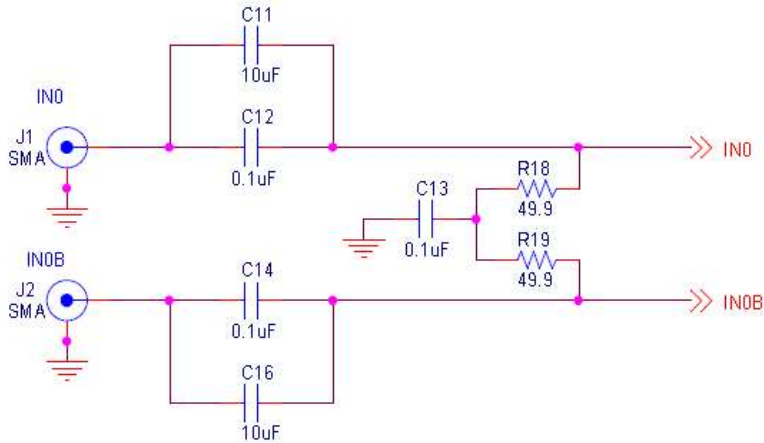 C11
10uF
IN0
C12
J1
SMA
0.1uF
IN0
R18
49.9
C13
0.1uF
R19
49.9
IN0B
C14
J2
SMA
0.1uF
IN0B
C16
10uF